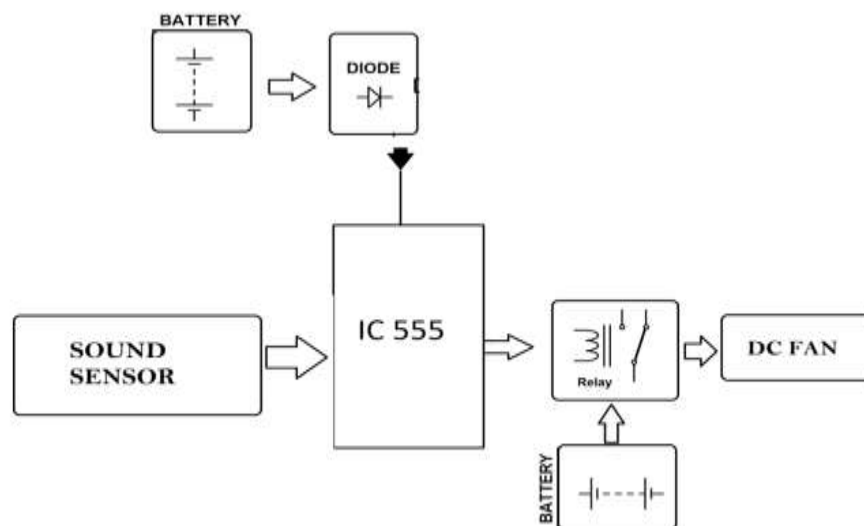 BATTERY
DIODE
IC 555
SOUND
SENSOR
Relay
DC FAN
BATTERY